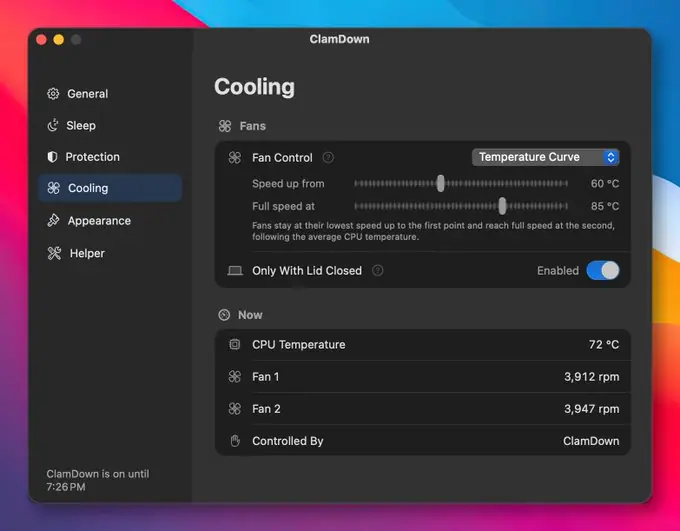 ClamDown
General
Sleep
Protection
Cooling
Appearance
Helper
ClamDown is on until
7:26 PM
Cooling
Fans
Fan Control
Temperature Curve
Speed up from
60 °C
Full speed at
85 °C
Fans stay at their lowest speed up to the first point and reach full speed at the second,
following the average CPU temperature.
Only With Lid Closed
Enabled
Now
CPU Temperature
72 °C
Fan 1
3,912 rpm
Fan 2
3,947 rpm
Controlled By
ClamDown